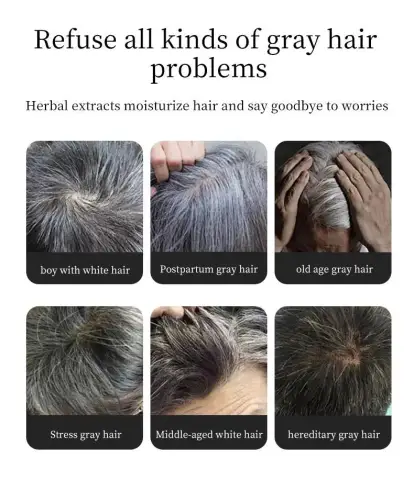 Refuse all kinds of gray hair
problems
Herbal extracts moisturize hair and say goodbye to worries
boy with white hair
Postpartum gray hair
old age gray hair
Stress gray hair
Middle-aged white hair
hereditary gray hair